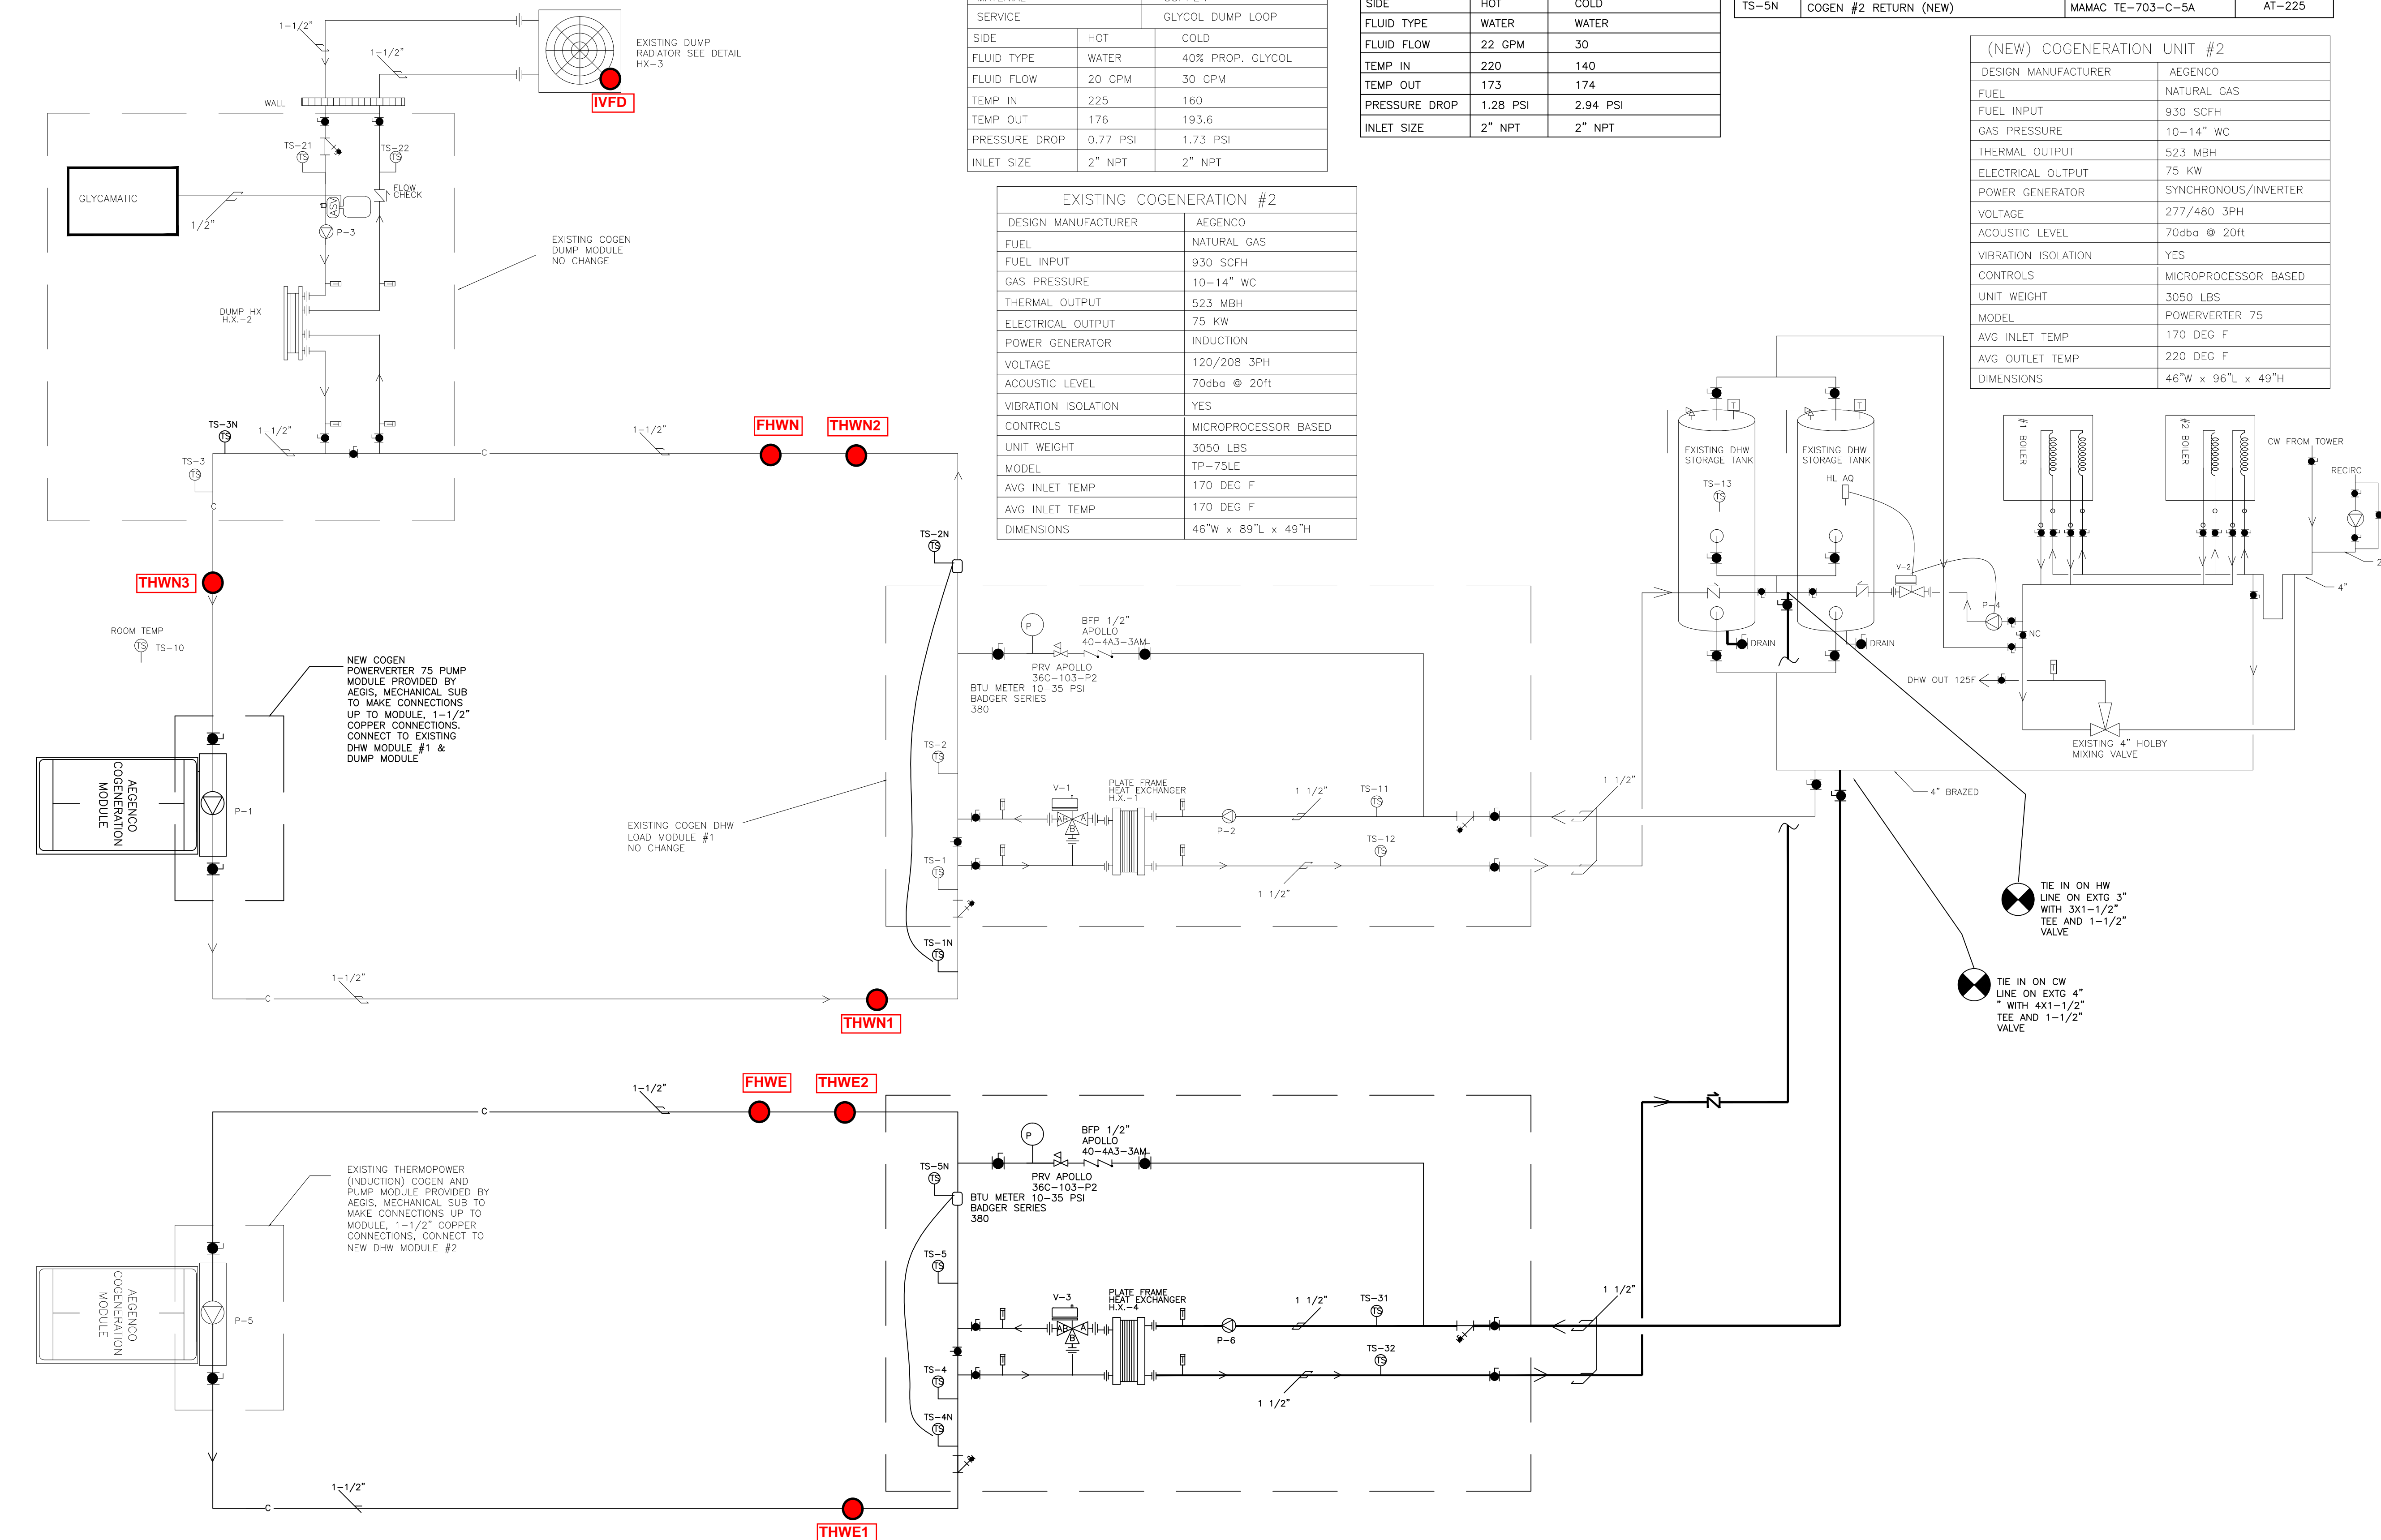 MATERIAL COPPER
SERVICE GLYCOL DUMP LOOP
SIDE HOT COLD
FLUID TYPE WATER 40% PROP. GLYCOL
FLUID FLOW 20 GPM 30 GPM
TEMP IN 225 160
TEMP OUT 176 193.6
PRESSURE DROP 0.77 PSI 1.73 PSI
INLET SIZE 2" NPT 2" NPT
SIDE HOT COLD
FLUID TYPE WATER WATER
FLUID FLOW 22 GPM 30
TEMP IN 220 140
TEMP OUT 173 174
PRESSURE DROP 1.28 PSI 2.94 PSI
INLET SIZE 2" NPT 2" NPT
TS-5N COGEN #2 RETURN (NEW) MAMAC TE-703-C-5A AT-225
(NEW) COGENERATION UNIT #2
DESIGN MANUFACTURER AEGENCO
FUEL NATURAL GAS
FUEL INPUT 930 SCFH
GAS PRESSURE 10-14" WC
THERMAL OUTPUT 523 MBH
ELECTRICAL OUTPUT 75 KW
POWER GENERATOR SYNCHRONOUS/INVERTER
VOLTAGE 277/480 3PH
ACOUSTIC LEVEL 70dba @ 20ft
VIBRATION ISOLATION YES
CONTROLS MICROPROCESSOR BASED
UNIT WEIGHT 3050 LBS
MODEL POWERVERTER 75
AVG INLET TEMP 170 DEG F
AVG OUTLET TEMP 220 DEG F
DIMENSIONS 46"W x 96"L x 49"H
EXISTING COGENERATION #2
DESIGN MANUFACTURER AEGENCO
FUEL NATURAL GAS
FUEL INPUT 930 SCFH
GAS PRESSURE 10-14" WC
THERMAL OUTPUT 523 MBH
ELECTRICAL OUTPUT 75 KW
POWER GENERATOR INDUCTION
VOLTAGE 120/208 3PH
ACOUSTIC LEVEL 70dba @ 20ft
VIBRATION ISOLATION YES
CONTROLS MICROPROCESSOR BASED
UNIT WEIGHT 3050 LBS
MODEL TP-75LE
AVG INLET TEMP 170 DEG F
AVG INLET TEMP 170 DEG F
DIMENSIONS 46"W x 89"L x 49"H
1-1/2"
1-1/2"
EXISTING DUMP
RADIATOR SEE DETAIL
HX-3
IVFD
WALL
TS-21
TS
TS-22
TS
GLYCAMATIC
1/2"
ASV
FLOW
CHECK
P-3
EXISTING COGEN
DUMP MODULE
NO CHANGE
DUMP HX
H.X.-2
TS-3N
TS
1-1/2"
C
1-1/2"
FHWN
THWN2
TS-3
TS
C
THWN3
ROOM TEMP
TS TS-10
NEW COGEN
POWERVERTER 75 PUMP
MODULE PROVIDED BY
AEGIS, MECHANICAL SUB
TO MAKE CONNECTIONS
UP TO MODULE, 1-1/2"
COPPER CONNECTIONS.
CONNECT TO EXISTING
DHW MODULE #1 &
DUMP MODULE
AEGENCO
COGENERATION
MODULE
P-1
1-1/2"
C
THWN1
TS-2N
TS
P
BFP 1/2"
APOLLO
40-4A3-3AM
PRV APOLLO
36C-103-P2
10-35 PSI
BTU METER
BADGER SERIES
380
TS-2
TS
V-1
AB
A
B
T
PLATE FRAME
HEAT EXCHANGER
H.X.-1
T
P-2
1 1/2"
TS-11
TS
1 1/2"
TS-1
TS
T
T
TS-12
TS
1 1/2"
EXISTING COGEN DHW
LOAD MODULE #1
NO CHANGE
TS-1N
TS
T
T
EXISTING DHW
STORAGE TANK
EXISTING DHW
STORAGE TANK
TS-13
TS
HL AQ
V-2
P-4
NC
DRAIN
DRAIN
#1 BOILER
#2 BOILER
CW FROM TOWER
RECIRC
2
4"
T
DHW OUT 125F
EXISTING 4" HOLBY
MIXING VALVE
4" BRAZED
TIE IN ON HW
LINE ON EXTG 3"
WITH 3X1-1/2"
TEE AND 1-1/2"
VALVE
TIE IN ON CW
LINE ON EXTG 4"
" WITH 4X1-1/2"
TEE AND 1-1/2"
VALVE
1-1/2"
C
FHWE
THWE2
EXISTING THERMOPOWER
(INDUCTION) COGEN AND
PUMP MODULE PROVIDED BY
AEGIS, MECHANICAL SUB TO
MAKE CONNECTIONS UP TO
MODULE, 1-1/2" COPPER
CONNECTIONS, CONNECT TO
NEW DHW MODULE #2
AEGENCO
COGENERATION
MODULE
P-5
TS-5N
TS
P
BFP 1/2"
APOLLO
40-4A3-3AM
PRV APOLLO
36C-103-P2
10-35 PSI
BTU METER
BADGER SERIES
380
TS-5
TS
V-3
AB
A
B
T
PLATE FRAME
HEAT EXCHANGER
H.X.-4
T
P-6
1 1/2"
TS-31
TS
1 1/2"
TS-4
TS
T
T
TS-32
TS
1 1/2"
TS-4N
TS
1-1/2"
C
THWE1